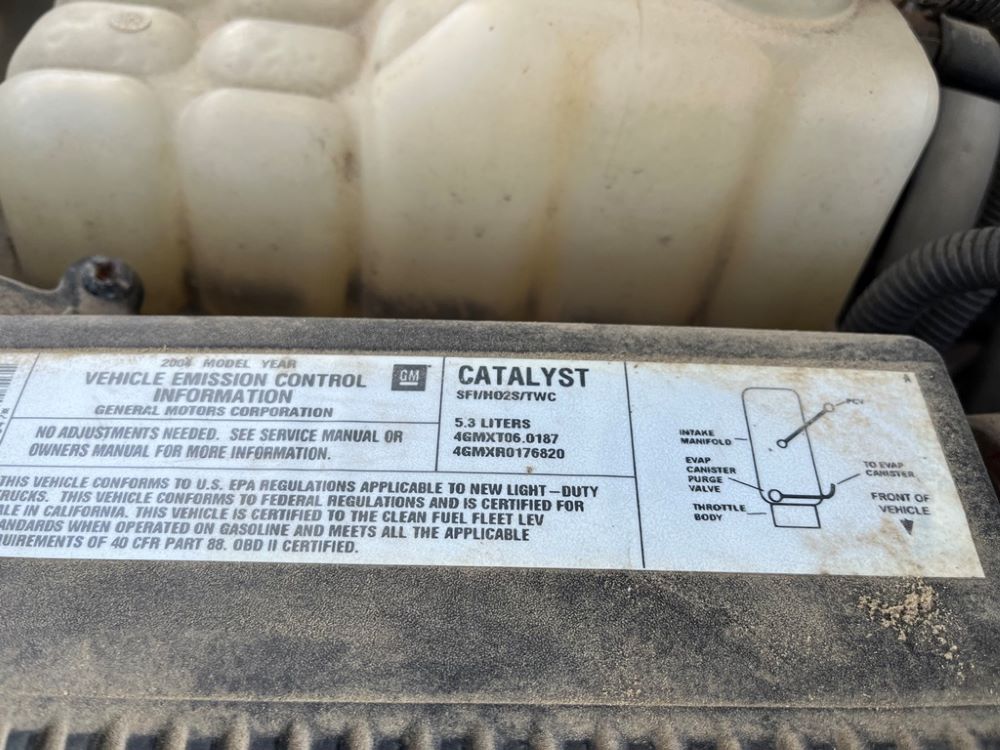 2004 MODEL YEAR
VEHICLE EMISSION CONTROL
INFORMATION
GENERAL MOTORS CORPORATION
GM
NO ADJUSTMENTS NEEDED. SEE SERVICE MANUAL OR
OWNERS MANUAL FOR MORE INFORMATION.
CATALYST
SFI/HO2S/TWC
5.3 LITERS
4GMXT06.0187
4GMXR0176820
THIS VEHICLE CONFORMS TO U.S. EPA REGULATIONS APPLICABLE TO NEW LIGHT-DUTY
TRUCKS. THIS VEHICLE CONFORMS TO FEDERAL REGULATIONS AND IS CERTIFIED FOR
ALE IN CALIFORNIA. THIS VEHICLE IS CERTIFIED TO THE CLEAN FUEL FLEET LEV
ANDARDS WHEN OPERATED ON GASOLINE AND MEETS ALL THE APPLICABLE
UIREMENTS OF 40 CFR PART 88. OBD II CERTIFIED.
A
PCV
INTAKE
MANIFOLD
EVAP
CANISTER
PURGE
VALVE
THROTTLE
BODY
TO EVAP
CANISTER
FRONT OF
VEHICLE